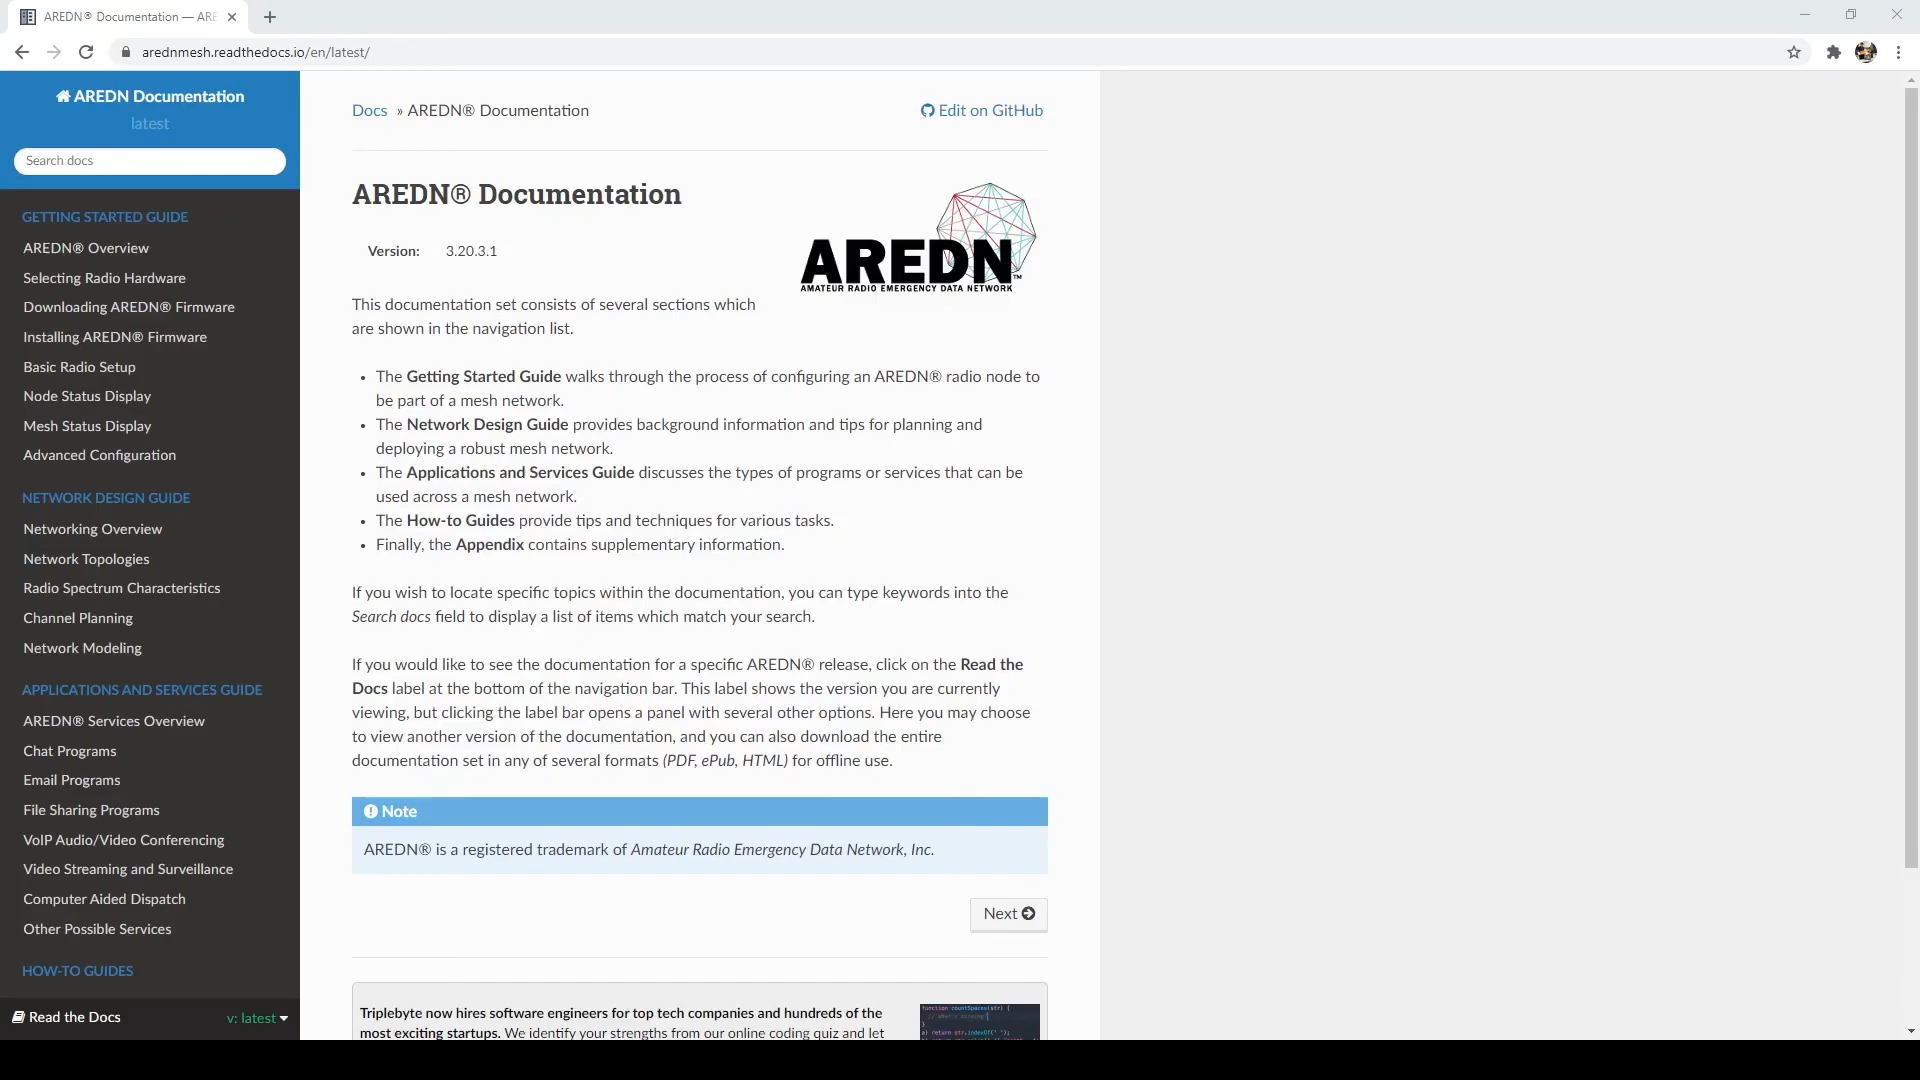 AREDN® Documentation — ARE
arednmesh.readthedocs.io/en/latest/
AREDN Documentation
latest
Search docs
GETTING STARTED GUIDE
AREDN® Overview
Selecting Radio Hardware
Downloading AREDN® Firmware
Installing AREDN® Firmware
Basic Radio Setup
Node Status Display
Mesh Status Display
Advanced Configuration
NETWORK DESIGN GUIDE
Networking Overview
Network Topologies
Radio Spectrum Characteristics
Channel Planning
Network Modeling
APPLICATIONS AND SERVICES GUIDE
AREDN® Services Overview
Chat Programs
Email Programs
File Sharing Programs
VoIP Audio/Video Conferencing
Video Streaming and Surveillance
Computer Aided Dispatch
Other Possible Services
HOW-TO GUIDES
Read the Docs
v: latest
Docs » AREDN® Documentation
Edit on GitHub
AREDN® Documentation
AREDN™
AMATEUR RADIO EMERGENCY DATA NETWORK
Version: 3.20.3.1
This documentation set consists of several sections which
are shown in the navigation list.
• The Getting Started Guide walks through the process of configuring an AREDN® radio node to
be part of a mesh network.
• The Network Design Guide provides background information and tips for planning and
deploying a robust mesh network.
• The Applications and Services Guide discusses the types of programs or services that can be
used across a mesh network.
• The How-to Guides provide tips and techniques for various tasks.
• Finally, the Appendix contains supplementary information.
If you wish to locate specific topics within the documentation, you can type keywords into the
Search docs field to display a list of items which match your search.
If you would like to see the documentation for a specific AREDN® release, click on the Read the
Docs label at the bottom of the navigation bar. This label shows the version you are currently
viewing, but clicking the label bar opens a panel with several other options. Here you may choose
to view another version of the documentation, and you can also download the entire
documentation set in any of several formats (PDF, ePub, HTML) for offline use.
Note
AREDN® is a registered trademark of Amateur Radio Emergency Data Network, Inc.
Next
Triplebyte now hires software engineers for top tech companies and hundreds of the
most exciting startups. We identify your strengths from our online coding quiz and let
function countSpaces(str) {